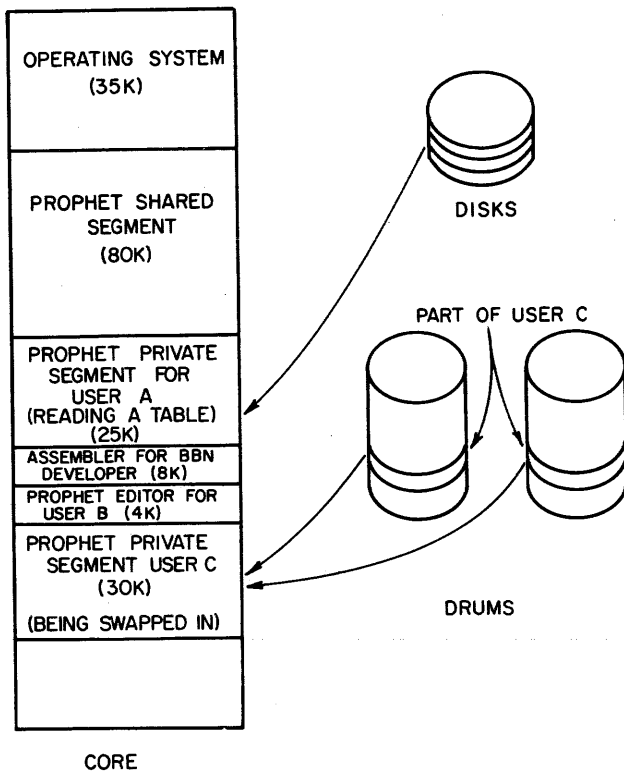 OPERATING SYSTEM
(35K)
PROPHET SHARED
SEGMENT
(80K)
PROPHET PRIVATE
SEGMENT FOR
USER A
(READING A TABLE)
(25K)
ASSEMBLER FOR BBN
DEVELOPER (8K)
PROPHET EDITOR FOR
USER B (4K)
PROPHET PRIVATE
SEGMENT USER C
(30K)
(BEING SWAPPED IN)
CORE
DISKS
PART OF USER C
DRUMS